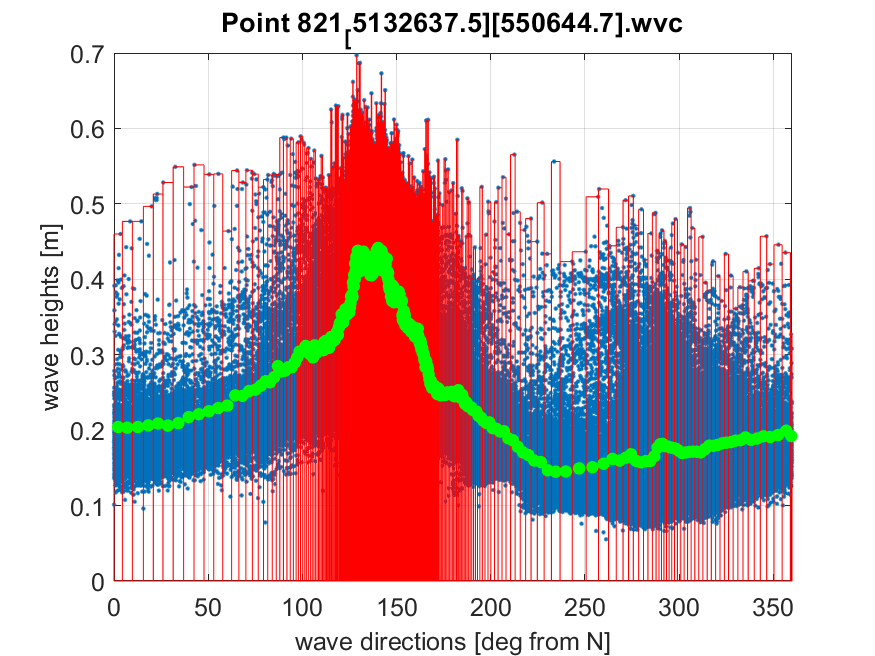 Point 821[5132637.5][550644.7].wvc
0.7
0.6
0.5
0.4
0.3
0.2
0.1
0
wave heights [m]
0 50 100 150 200 250 300 350
wave directions [deg from N]